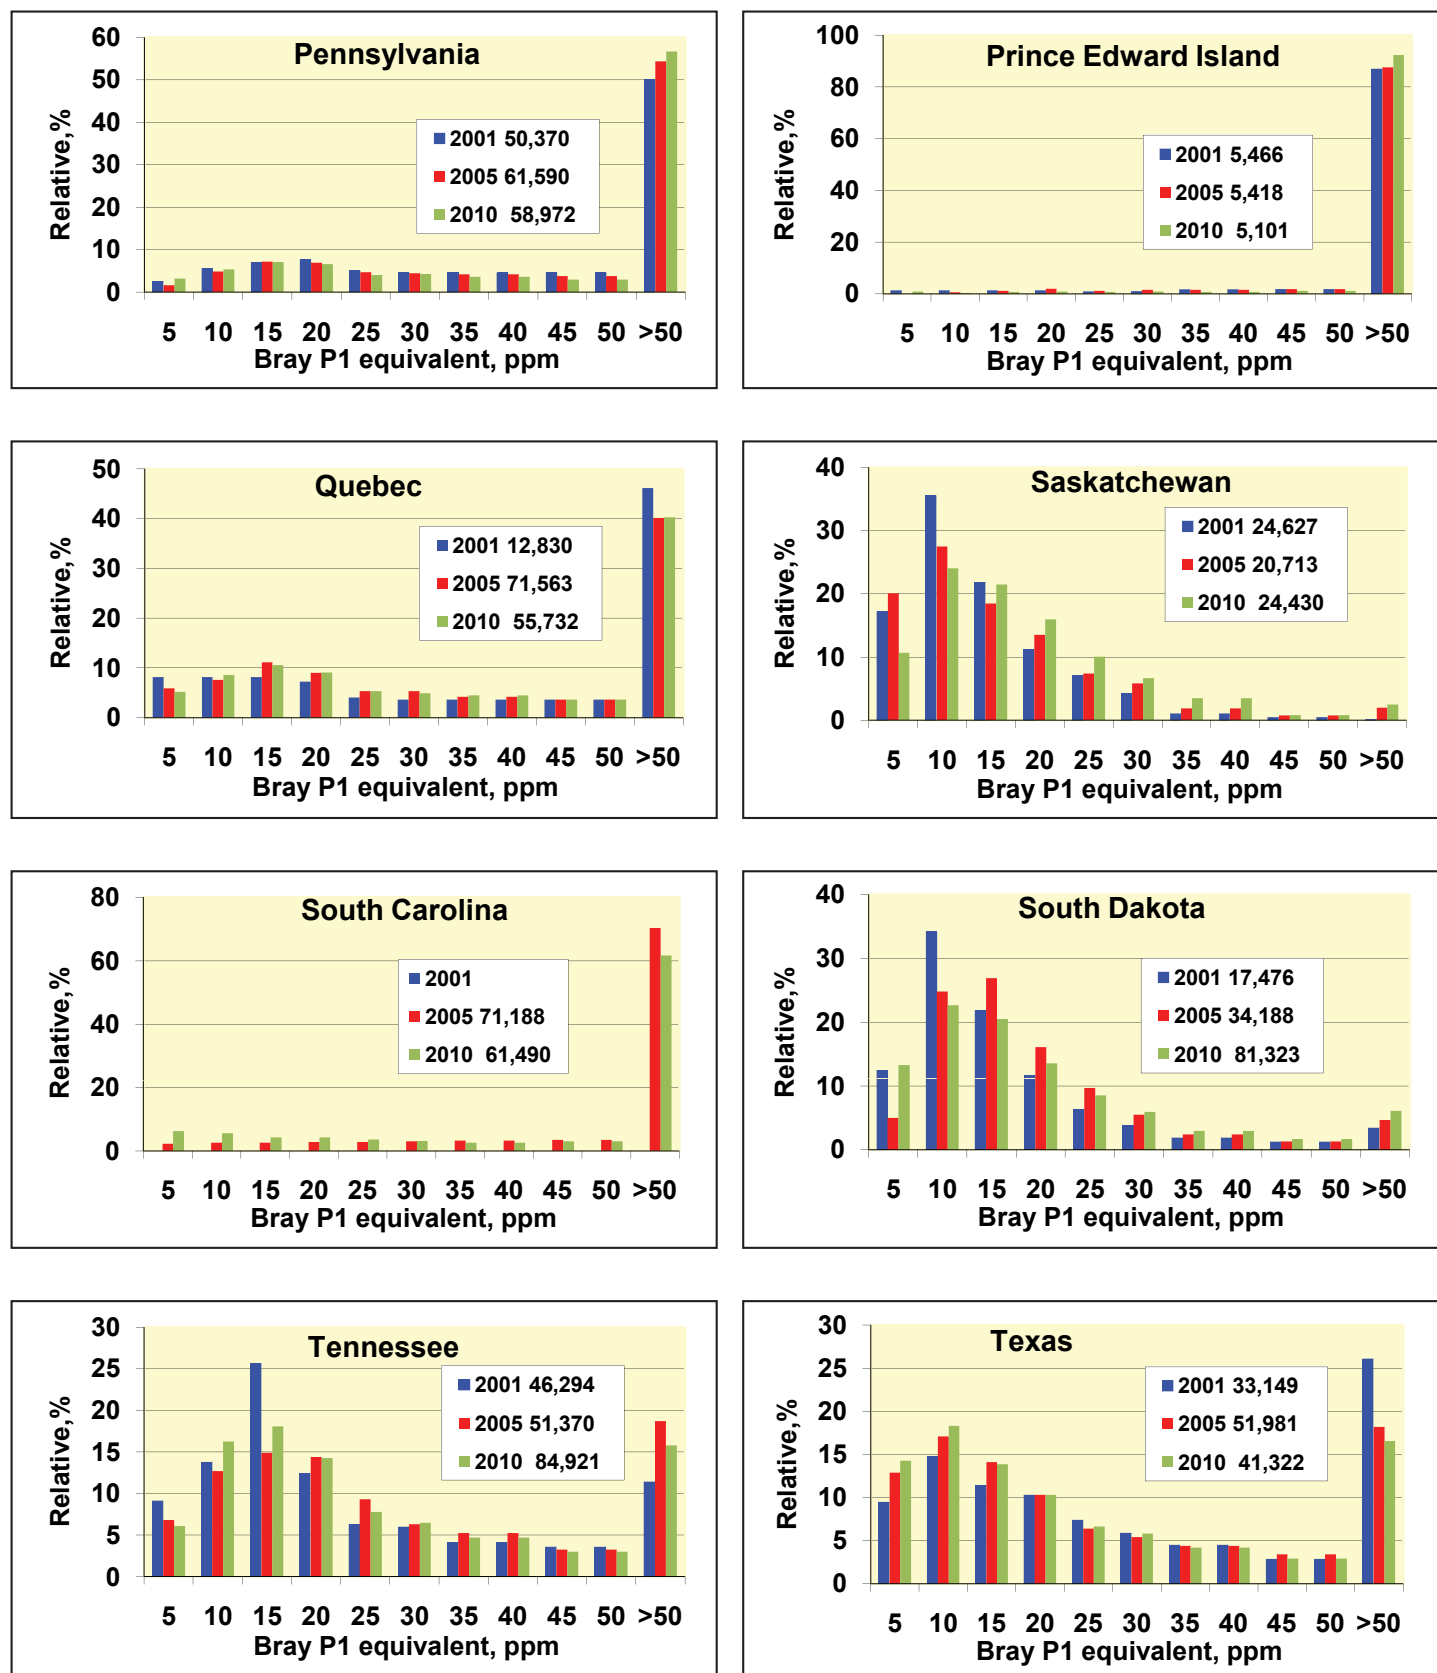 Pennsylvania
Relative,%
60
50
40
30
20
10
0
2001 50,370
2005 61,590
2010 58,972
5 10 15 20 25 30 35 40 45 50 >50
Bray P1 equivalent, ppm
Prince Edward Island
Relative,%
100
80
60
40
20
0
2001 5,466
2005 5,418
2010 5,101
5 10 15 20 25 30 35 40 45 50 >50
Bray P1 equivalent, ppm
Quebec
Relative,%
50
40
30
20
10
0
2001 12,830
2005 71,563
2010 55,732
5 10 15 20 25 30 35 40 45 50 >50
Bray P1 equivalent, ppm
Saskatchewan
Relative,%
40
30
20
10
0
2001 24,627
2005 20,713
2010 24,430
5 10 15 20 25 30 35 40 45 50 >50
Bray P1 equivalent, ppm
South Carolina
Relative,%
80
60
40
20
0
2001
2005 71,188
2010 61,490
5 10 15 20 25 30 35 40 45 50 >50
Bray P1 equivalent, ppm
South Dakota
Relative,%
40
30
20
10
0
2001 17,476
2005 34,188
2010 81,323
5 10 15 20 25 30 35 40 45 50 >50
Bray P1 equivalent, ppm
Tennessee
Relative,%
30
25
20
15
10
5
0
2001 46,294
2005 51,370
2010 84,921
5 10 15 20 25 30 35 40 45 50 >50
Bray P1 equivalent, ppm
Texas
Relative,%
30
25
20
15
10
5
0
2001 33,149
2005 51,981
2010 41,322
5 10 15 20 25 30 35 40 45 50 >50
Bray P1 equivalent, ppm